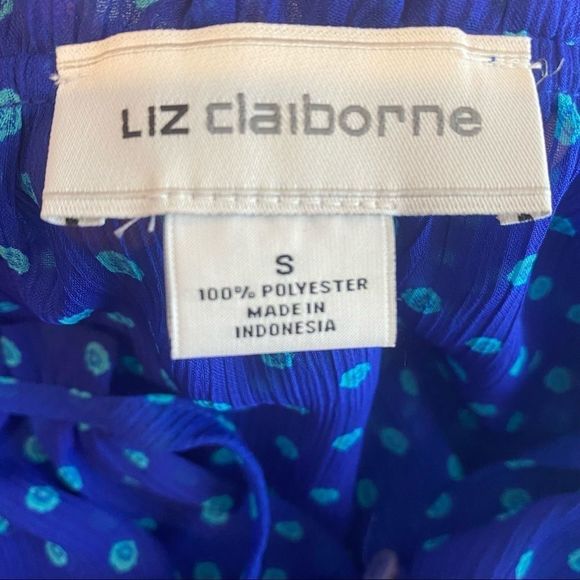 LIZ claiborne
S
100% POLYESTER
MADE IN
INDONESIA